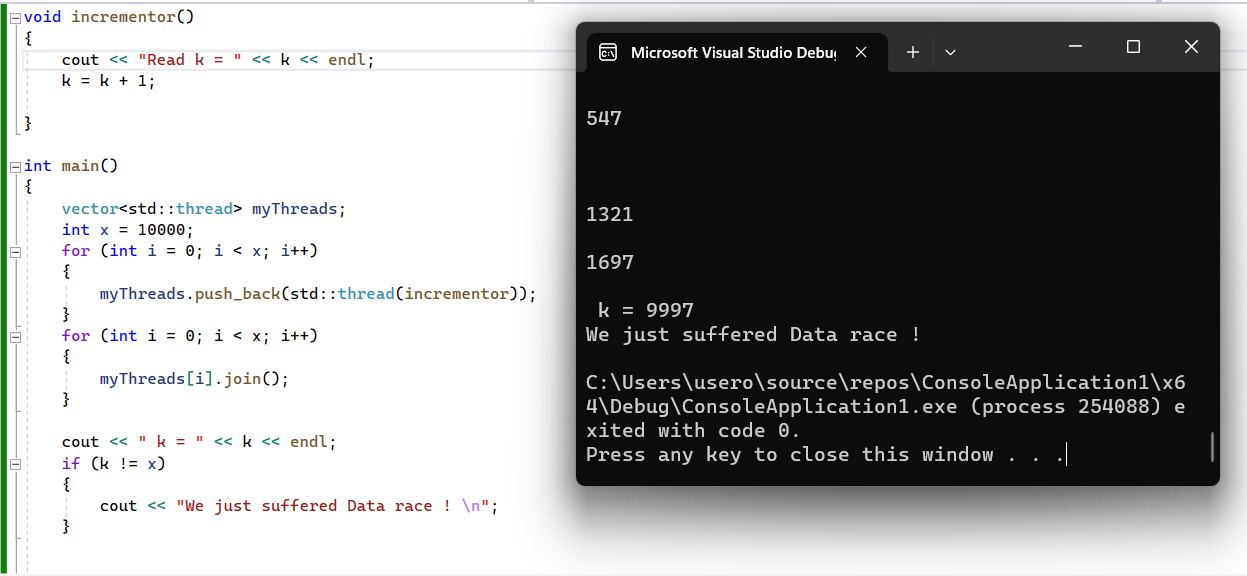 void incrementor()
{
cout << "Read k = " << k << endl;
k = k + 1;
}
int main()
{
vector<std::thread> myThreads;
int x = 10000;
for (int i = 0; i < x; i++)
{
myThreads.push_back(std::thread(incrementor));
}
for (int i = 0; i < x; i++)
{
myThreads[i].join();
}
cout << " k = " << k << endl;
if (k != x)
{
cout << "We just suffered Data race ! \n";
}
Microsoft Visual Studio Debu
547
1321
1697
k = 9997
We just suffered Data race !
C:\Users\usero\source\repos\ConsoleApplication1\x6
4\Debug\ConsoleApplication1.exe (process 254088) e
xited with code 0.
Press any key to close this window . . .